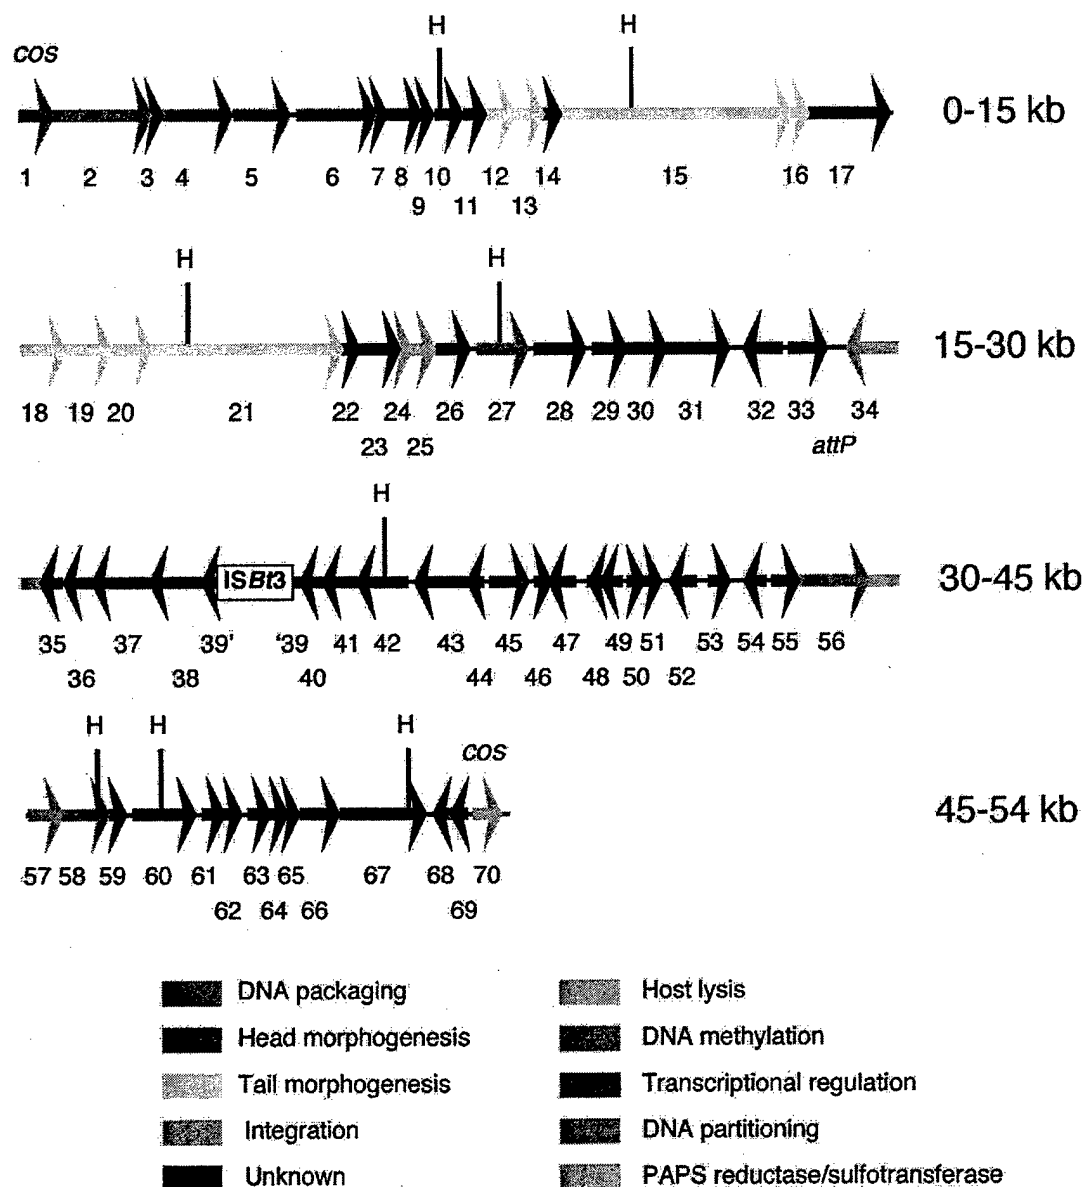 H H
cos
0-15 kb
1 2 3 4 5 6 7 8 10 12 14 15 16 17
9 11 13
H H
15-30 kb
18 19 20 21 22 24 26 27 28 29 30 31 32 33 34
23 25 attP
H
ISBt3
30-45 kb
35 37 39' '39 41 42 43 45 47 49 51 53 54 55 56
36 38 40 44 46 48 50 52
H H H cos
45-54 kb
57 58 59 60 61 63 65 67 68 70
62 64 66 69
DNA packaging Host lysis
Head morphogenesis DNA methylation
Tail morphogenesis Transcriptional regulation
Integration DNA partitioning
Unknown PAPS reductase/sulfotransferase